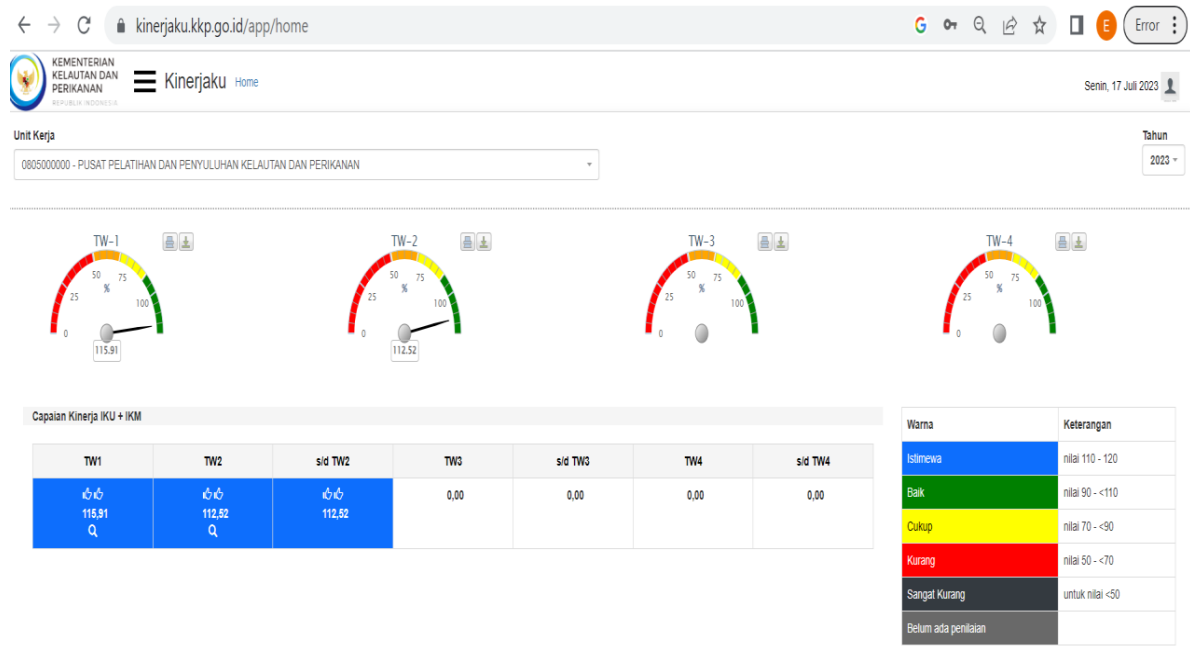 kinerjaku.kkp.go.id/app/home
G
E
Error
KEMENTERIAN
KELAUTAN DAN
PERIKANAN
REPUBLIK INDONESIA
Kinerjaku Home
Senin, 17 Juli 2023
Unit Kerja
Tahun
0805000000 - PUSAT PELATIHAN DAN PENYULUHAN KELAUTAN DAN PERIKANAN
2023
TW-1
0
25
50
75
100
%
115.91
TW-2
0
25
50
75
100
%
112.52
TW-3
0
25
50
75
100
%
TW-4
0
25
50
75
100
%
Capaian Kinerja IKU + IKM
TW1 TW2 s/d TW2 TW3 s/d TW3 TW4 s/d TW4
115,91 112,52 112,52 0,00 0,00 0,00 0,00
Warna Keterangan
Istimewa nilai 110 - 120
Baik nilai 90 - <110
Cukup nilai 70 - <90
Kurang nilai 50 - <70
Sangat Kurang untuk nilai <50
Belum ada penilaian